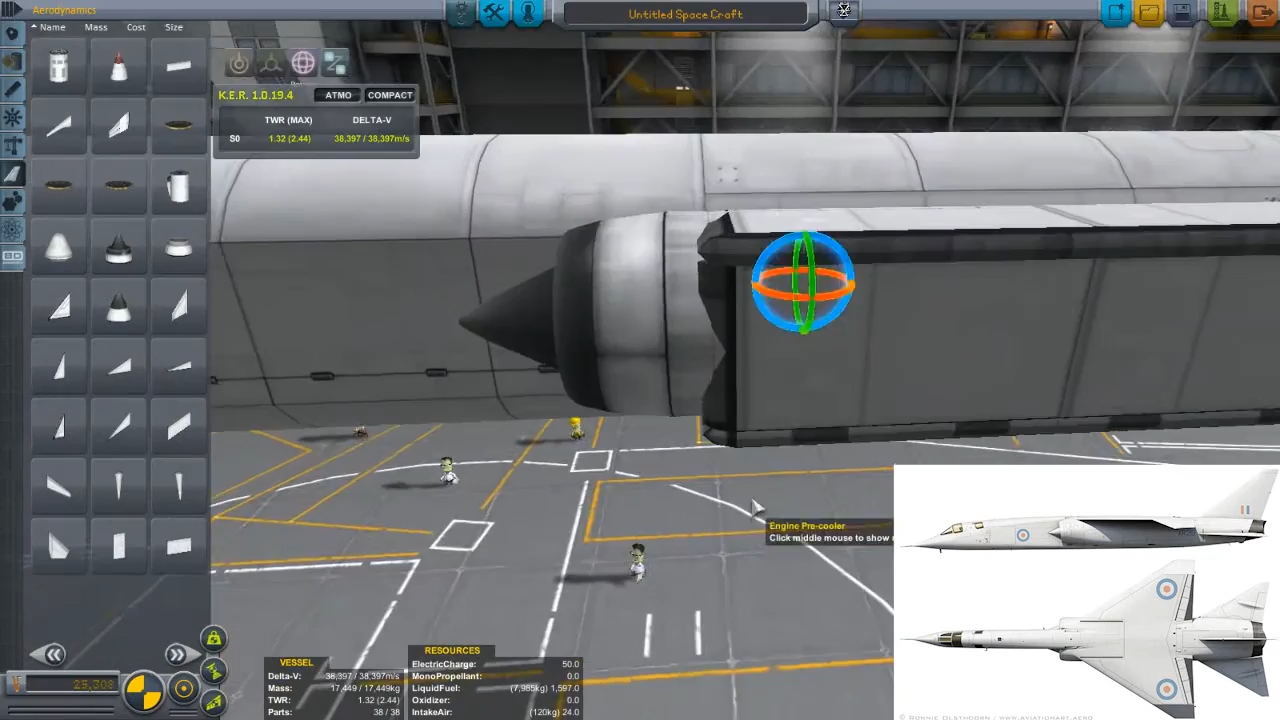 Aerodynamics
Untitled Space Craft
Name Mass Cost Size
K.E.R. 1.0.19.4 ATMO COMPACT
TWR (MAX) DELTA-V
S0 1.32 (2.44) 38,397 / 38,397m/s
Engine Pre-cooler
Click middle mouse to show
25,308
VESSEL
Delta-V: 38,397 / 38,397m/s
Mass: 17,449 / 17,449kg
TWR: 1.32 (2.44)
Parts: 38 / 38
RESOURCES
ElectricCharge: 50.0
MonoPropellant: 0.0
LiquidFuel: (7,985kg) 1,597.0
Oxidizer: 0.0
IntakeAir: (120kg) 24.0
© RONNIE OLSTHOORN / WWW.AVIATIONART.AERO